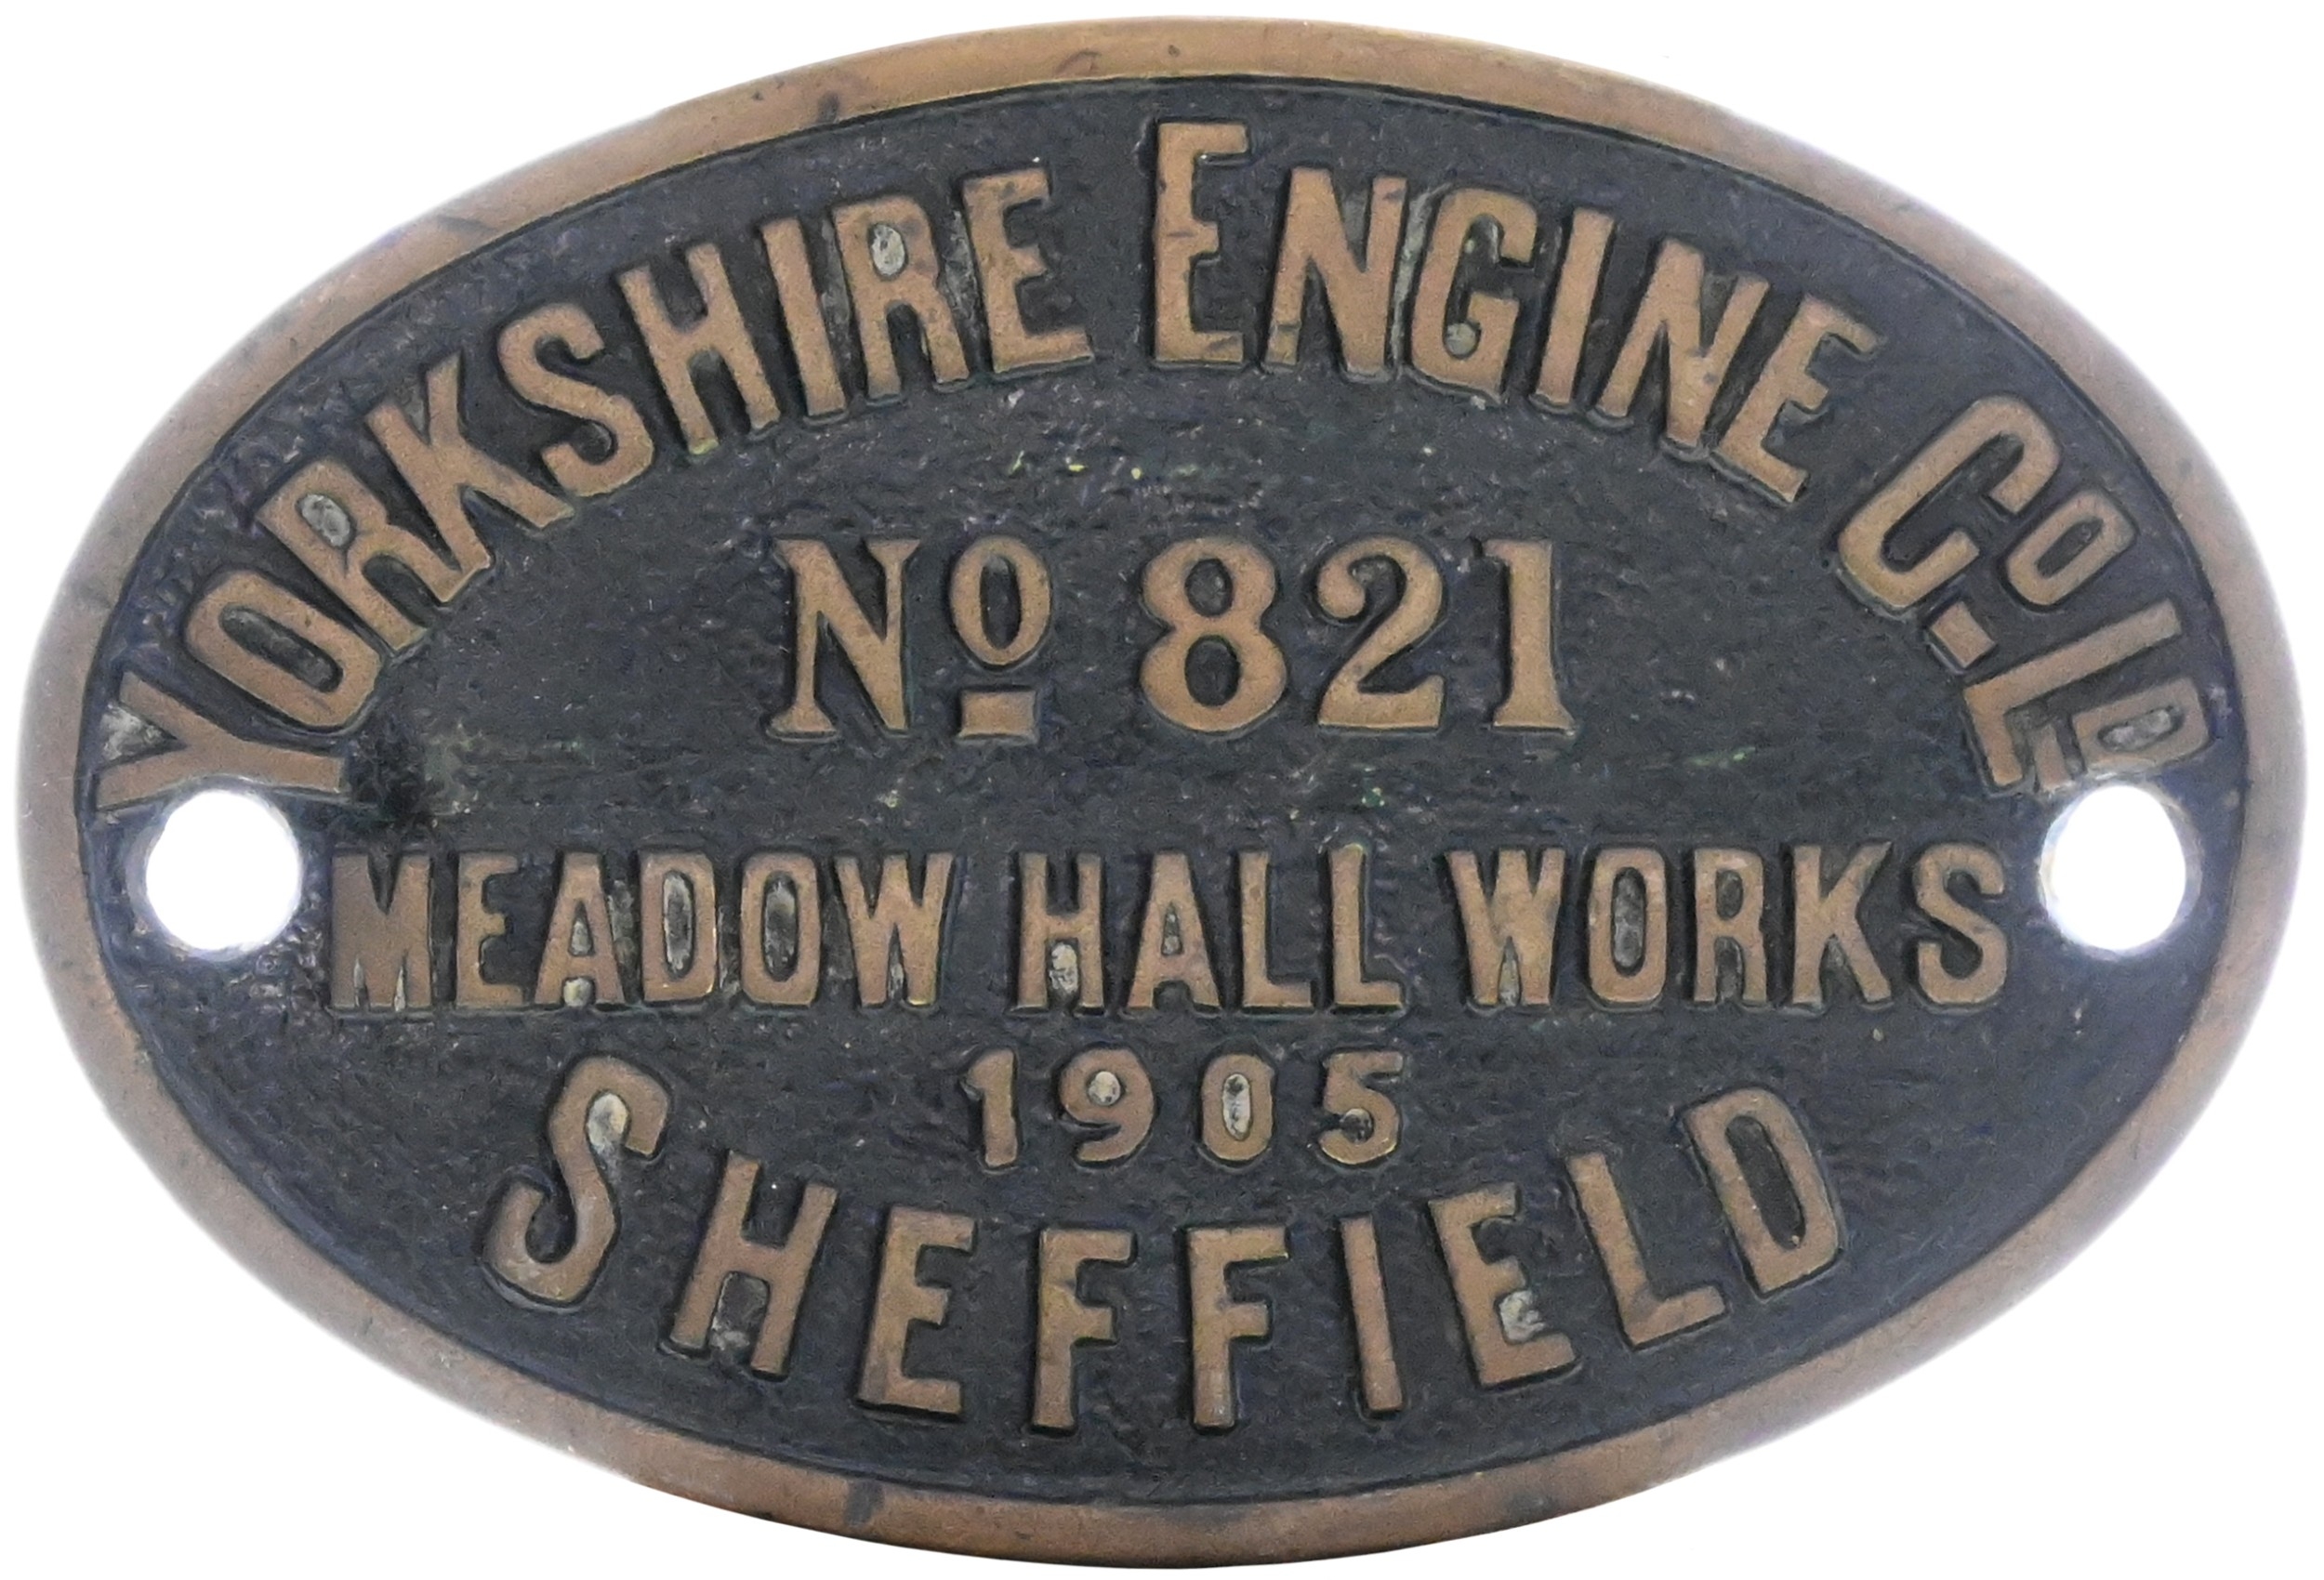 YORKSHIRE ENGINE Co. LD
No 821
MEADOW HALL WORKS
1905
SHEFFIELD